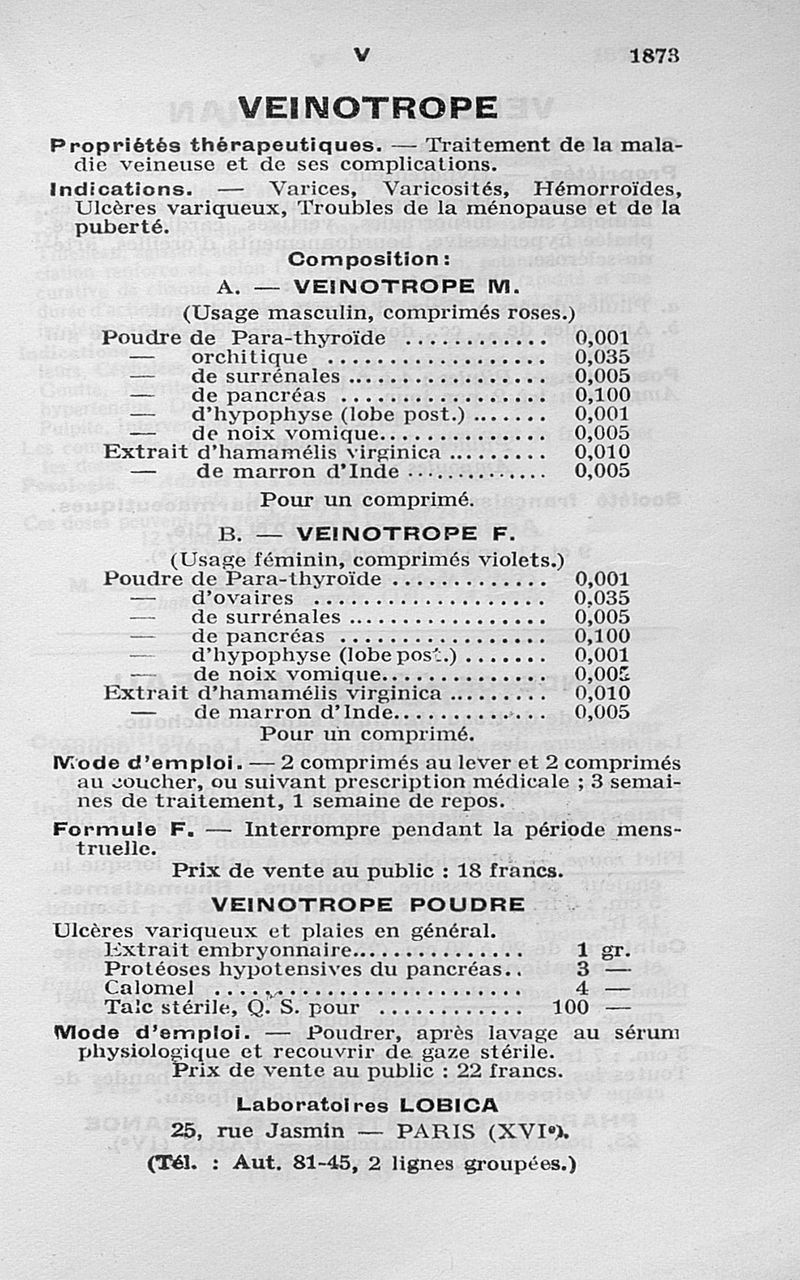 V 1873
VEINOTROPE
Propriétés thérapeutiques. — Traitement de la mala-
die veineuse et de ses complications.
Indications. — Varices, Varicosités, Hémorroïdes,
Ulcères variqueux, Troubles de la ménopause et de la
puberté.
Composition :
A. — VEINOTROPE M.
(Usage masculin, comprimés roses.)
Poudre de Para-thyroïde ............ 0,001
— orchitique .................. 0,035
— de surrénales ................. 0,005
— de pancréas ................. 0,100
— d'hypophyse (lobe post.) ....... 0,001
— de noix vomique............... 0,005
Extrait d'hamamélis virginica ......... 0,010
— de marron d'Inde ............. 0,005
Pour un comprimé.
B. — VEINOTROPE F.
(Usage féminin, comprimés violets.)
Poudre de Para-thyroïde ............. 0,001
— d'ovaires ................... 0,035
— de surrénales ................. 0,005
— de pancréas ................. 0,100
— d'hypophyse (lobe post.) ....... 0,001
— de noix vomique............... 0,005
Extrait d'hamamélis virginica ......... 0,010
— de marron d'Inde.............. 0,005
Pour un comprimé.
Mode d'emploi. — 2 comprimés au lever et 2 comprimés
au coucher, ou suivant prescription médicale ; 3 semai-
nes de traitement, 1 semaine de repos.
Formule F. — Interrompre pendant la période mens-
truelle.
Prix de vente au public : 18 francs.
VEINOTROPE POUDRE
Ulcères variqueux et plaies en général.
Extrait embryonnaire............... 1 gr.
Protéoses hypotensives du pancréas.. 3 —
Calomel ......................... 4 —
Talc stérile, Q. S. pour ............ 100 —
Mode d'emploi. — Poudrer, après lavage au sérum
physiologique et recouvrir de gaze stérile.
Prix de vente au public : 22 francs.
Laboratoires LOBICA
25, rue Jasmin — PARIS (XVIe).
(Tél. : Aut. 81-45, 2 lignes groupées.)